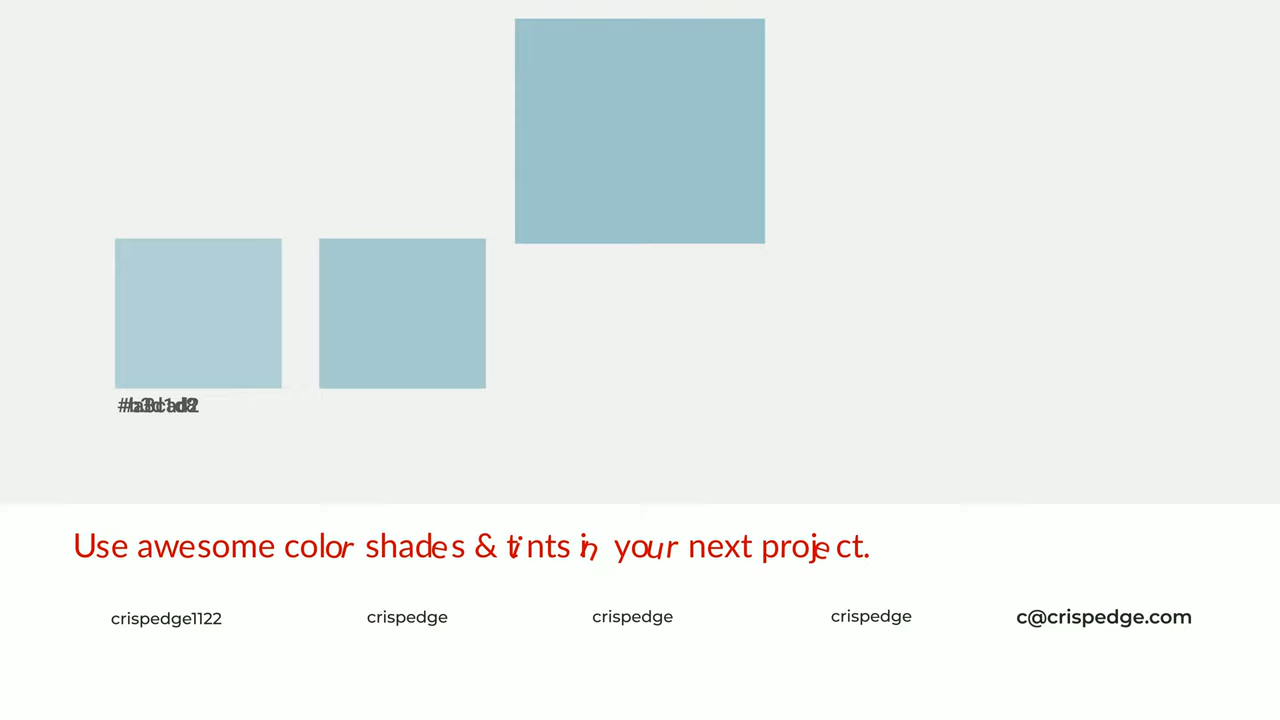 Use awesome color shades & tints in your next project.
crispedge1122 crispedge crispedge crispedge c@crispedge.com